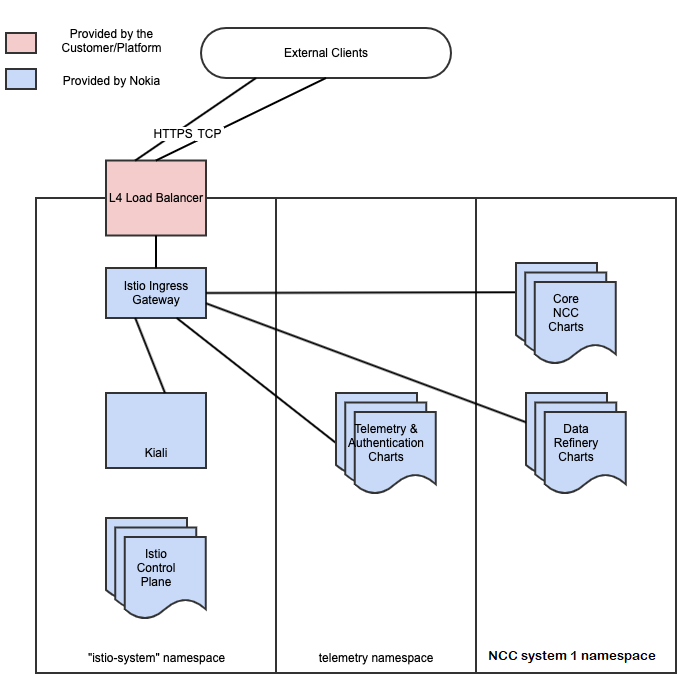 Provided by the
Customer/Platform
Provided by Nokia
External Clients
HTTPS TCP
L4 Load Balancer
Istio Ingress
Gateway
Core
NCC
Charts
Kiali
Telemetry &
Authentication
Charts
Data
Refinery
Charts
Istio
Control
Plane
"istio-system" namespace
telemetry namespace
NCC system 1 namespace